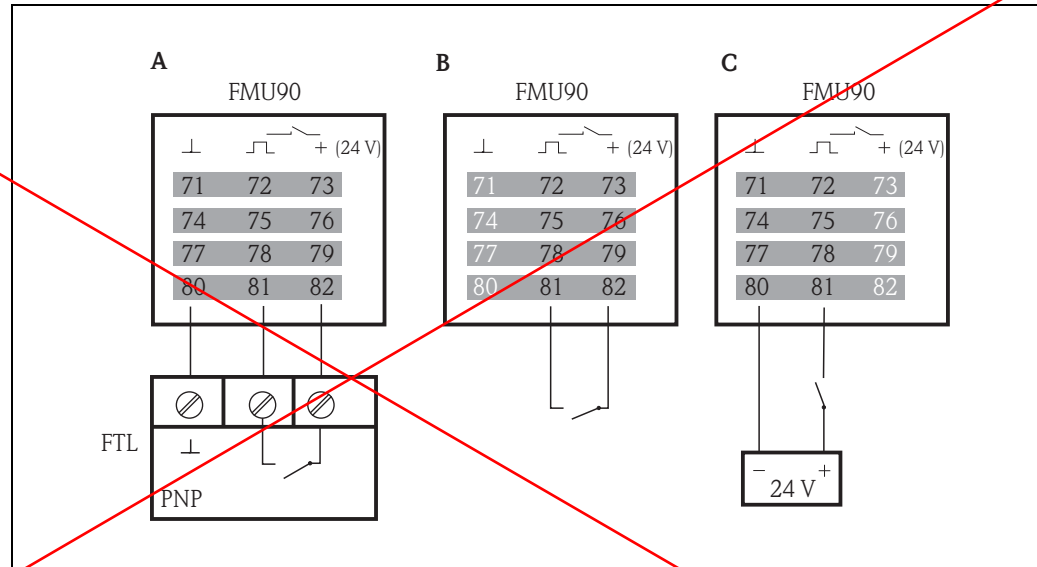 A B C
FMU90 FMU90 FMU90
+ (24 V) + (24 V) + (24 V)
71 72 73 71 72 73 71 72 73
74 75 76 74 75 76 74 75 76
77 78 79 77 78 79 77 78 79
80 81 82 80 81 82 80 81 82
FTL
PNP
- +
24 V